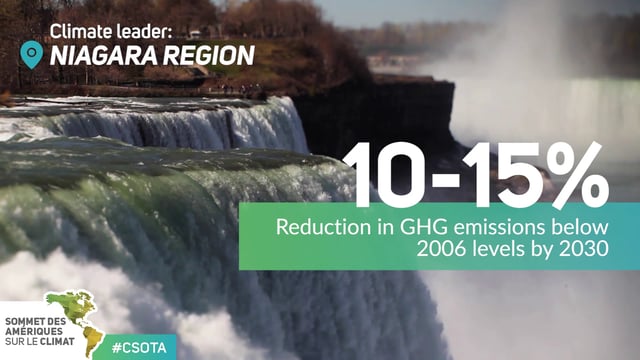 Climate leader:
NIAGARA REGION
10-15%
Reduction in GHG emissions below
2006 levels by 2030
SOMMET DES
AMÉRIQUES
SUR LE CLIMAT
#CSOTA